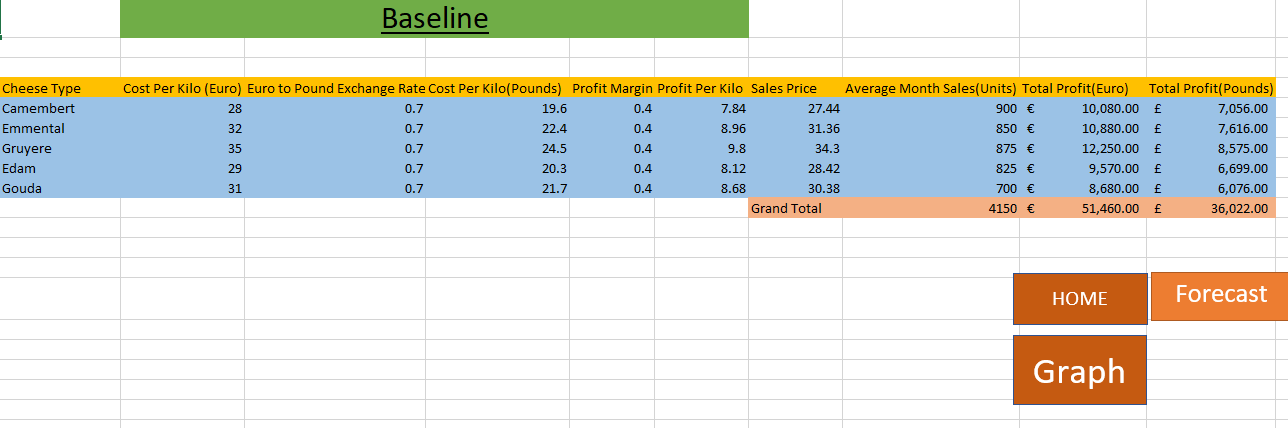 Baseline
Cheese Type Cost Per Kilo (Euro) Euro to Pound Exchange Rate Cost Per Kilo(Pounds) Profit Margin Profit Per Kilo Sales Price Average Month Sales(Units) Total Profit(Euro) Total Profit(Pounds)
Camembert 28 0.7 19.6 0.4 7.84 27.44 900 € 10,080.00 £ 7,056.00
Emmental 32 0.7 22.4 0.4 8.96 31.36 850 € 10,880.00 £ 7,616.00
Gruyere 35 0.7 24.5 0.4 9.8 34.3 875 € 12,250.00 £ 8,575.00
Edam 29 0.7 20.3 0.4 8.12 28.42 825 € 9,570.00 £ 6,699.00
Gouda 31 0.7 21.7 0.4 8.68 30.38 700 € 8,680.00 £ 6,076.00
Grand Total 4150 € 51,460.00 £ 36,022.00
HOME Forecast
Graph